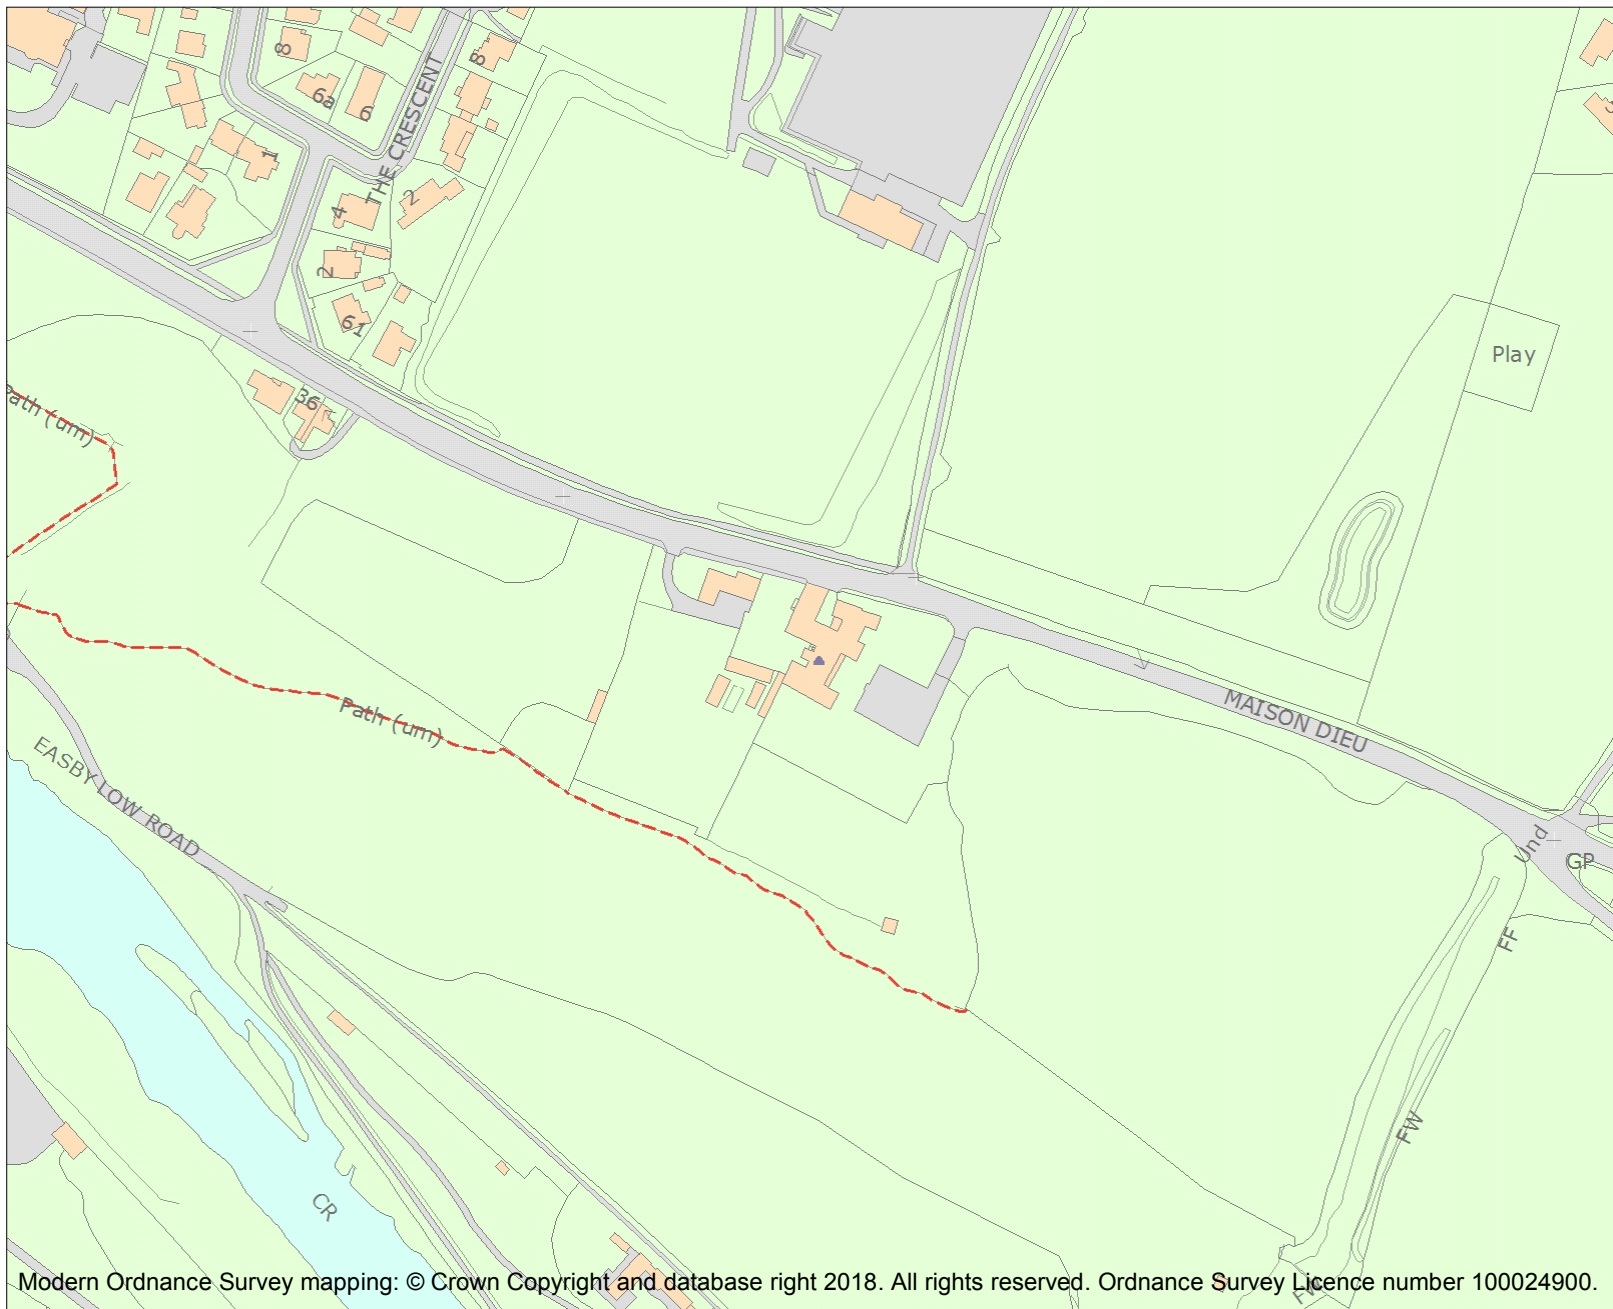 8
6a
6
8
THE CRESCENT
1
4
2
2
61
36
Path (um)
Play
Path (um)
MAISON DIEU
EASBY LOW ROAD
Und
GP
FF
FW
CR
FW
Modern Ordnance Survey mapping: © Crown Copyright and database right 2018. All rights reserved. Ordnance Survey Licence number 100024900.